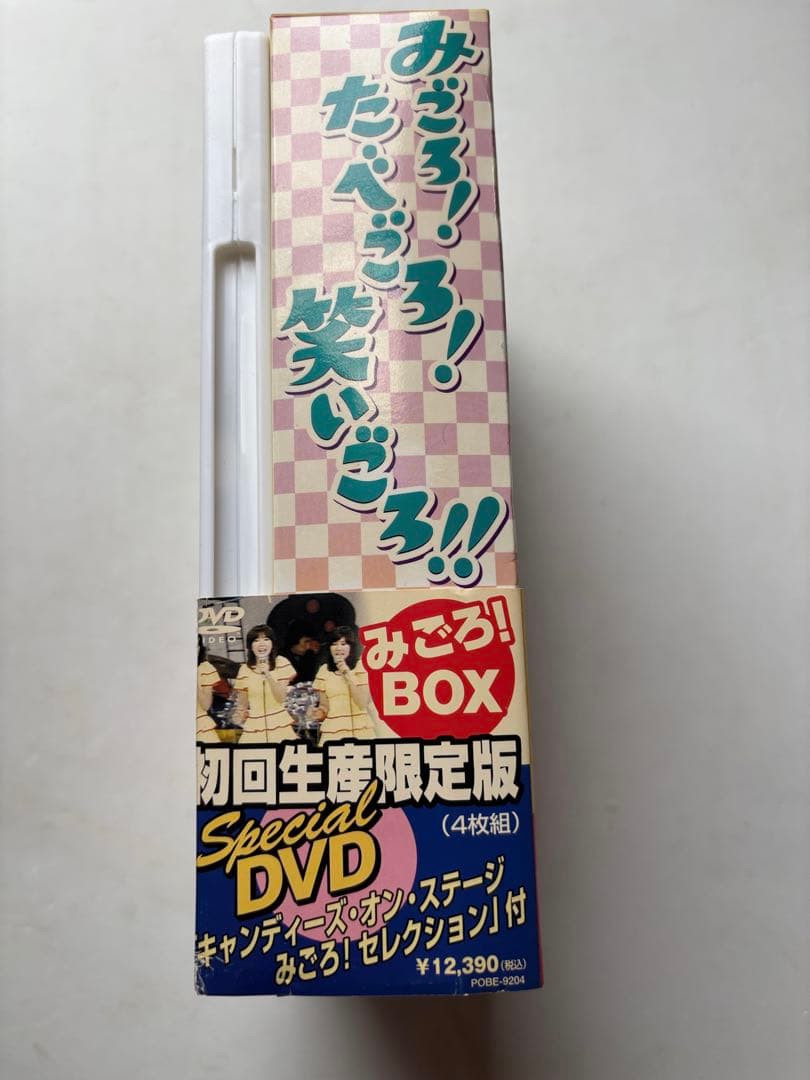 みごろ!
たべごろ!
笑いごろ!!
DVD
VIDEO
みごろ!
BOX
初回生産限定版
(4枚組)
Special
DVD
「キャンディーズ・オン・ステージ
みごろ! セレクション」付
¥12,390(税込)
POBE-9204